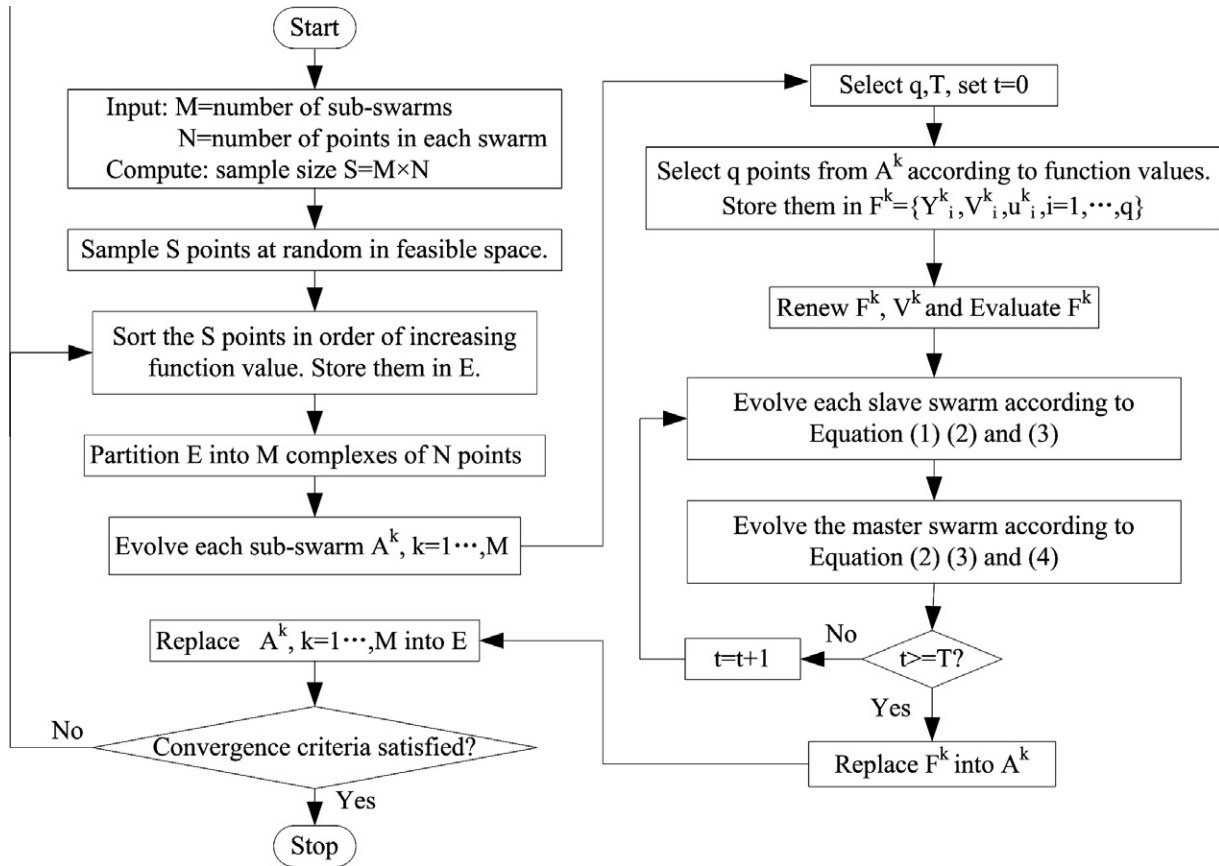 Start
Input: M=number of sub-swarms
N=number of points in each swarm
Compute: sample size S=M×N
Sample S points at random in feasible space.
Sort the S points in order of increasing
function value. Store them in E.
Partition E into M complexes of N points
Evolve each sub-swarm A^k, k=1⋯,M
Select q,T, set t=0
Select q points from A^k according to function values.
Store them in F^k={Y^k_i,V^k_i,u^k_i,i=1,⋯,q}
Renew F^k, V^k and Evaluate F^k
Evolve each slave swarm according to
Equation (1) (2) and (3)
Evolve the master swarm according to
Equation (2) (3) and (4)
t>=T?
No
t=t+1
Yes
Replace F^k into A^k
Replace A^k, k=1⋯,M into E
Convergence criteria satisfied?
No
Yes
Stop